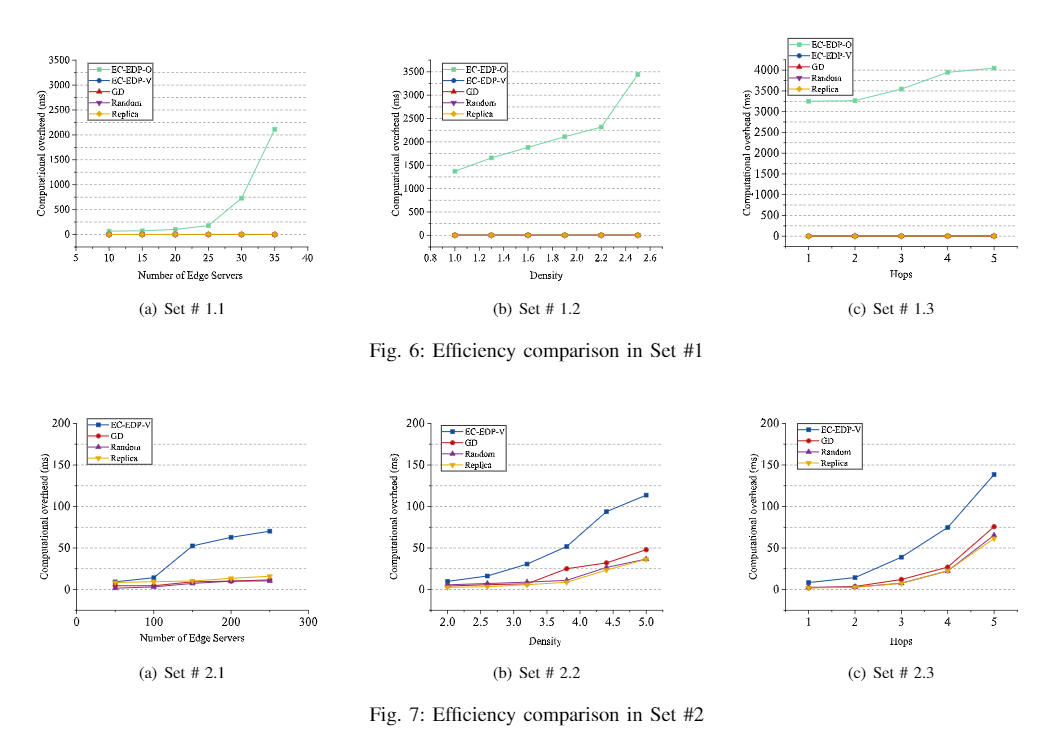 3500
3000
2500
2000
1500
1000
500
0
Computational overhead (ms)
EC-EDP-O
EC-EDP-V
GD
Random
Replica
5 10 15 20 25 30 35 40
Number of Edge Servers
(a) Set # 1.1
3500
3000
2500
2000
1500
1000
500
0
Computational overhead (ms)
EC-EDP-O
EC-EDP-V
GD
Random
Replica
0.8 1.0 1.2 1.4 1.6 1.8 2.0 2.2 2.4 2.6
Density
(b) Set # 1.2
4000
3500
3000
2500
2000
1500
1000
500
0
Computational overhead (ms)
EC-EDP-O
EC-EDP-V
GD
Random
Replica
1 2 3 4 5
Hops
(c) Set # 1.3
Fig. 6: Efficiency comparison in Set #1
200
150
100
50
0
Computational overhead (ms)
EC-EDP-V
GD
Random
Replica
0 100 200 300
Number of Edge Servers
(a) Set # 2.1
200
150
100
50
0
Computational overhead (ms)
EC-EDP-V
GD
Random
Replica
2.0 2.5 3.0 3.5 4.0 4.5 5.0
Density
(b) Set # 2.2
200
150
100
50
0
Computational overhead (ms)
EC-EDP-V
GD
Random
Replica
1 2 3 4 5
Hops
(c) Set # 2.3
Fig. 7: Efficiency comparison in Set #2